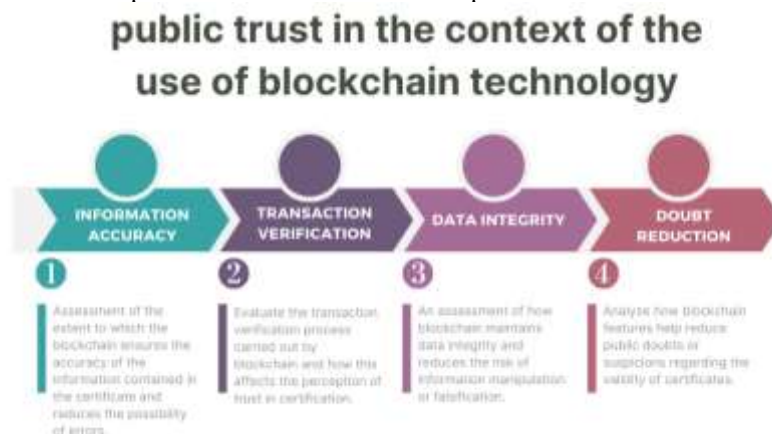 public trust in the context of the
use of blockchain technology
INFORMATION
ACCURACY
TRANSACTION
VERIFICATION
DATA INTEGRITY
DOUBT
REDUCTION
1
2
3
4
Assessment of the
extent to which the
blockchain ensures the
accuracy of the
information contained in
the certificate and
reduces the possibility
of errors.
Evaluate the transaction
verification process
carried out by
blockchain and how this
affects the perception of
trust in certification.
An assessment of how
blockchain maintains
data integrity and
reduces the risk of
information manipulation
or falsification.
Analyze how blockchain
features help reduce
public doubts or
suspicions regarding the
validity of certificates.